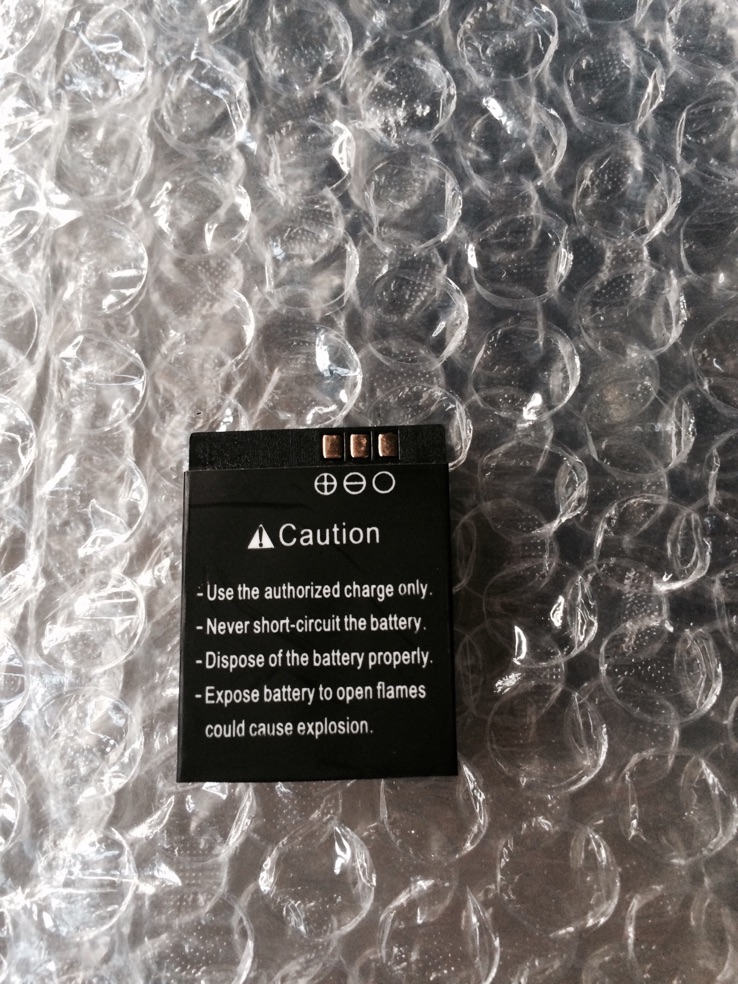 ⊕⊖○
⚠Caution
-Use the authorized charge only.
-Never short-circuit the battery.
-Dispose of the battery properly.
-Expose battery to open flames
could cause explosion.